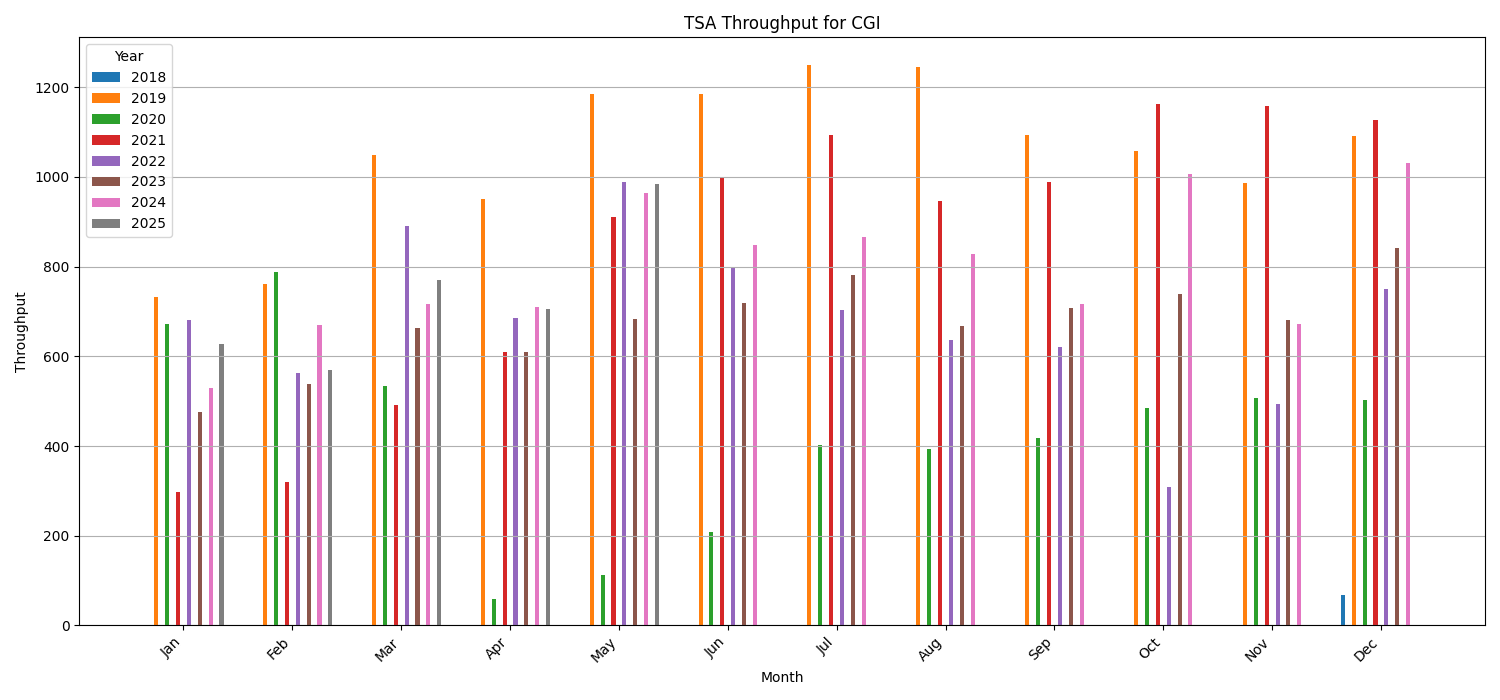 TSA Throughput for CGI
Year
2018
2019
2020
2021
2022
2023
2024
2025
Throughput
1200
1000
800
600
400
200
0
Jan
Feb
Mar
Apr
May
Jun
Jul
Aug
Sep
Oct
Nov
Dec
Month